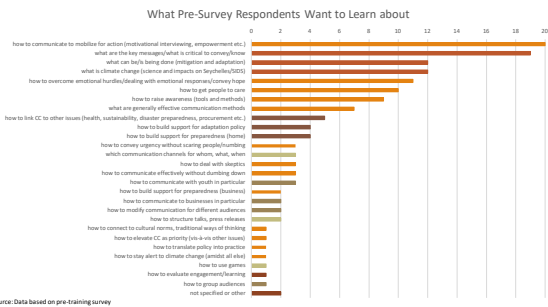 What Pre-Survey Respondents Want to Learn about
0 2 4 6 8 10 12 14 16 18 20
how to communicate to mobilize for action (motivational interviewing, empowerment etc.)
what are the key messages/what is critical to convey/know
what can be/is being done (mitigation and adaptation)
what is climate change (science and impacts on Seychelles/SIDS)
how to overcome emotional hurdles/dealing with emotional responses/convey hope
how to get people to care
how to raise awareness (tools and methods)
what are generally effective communication methods
how to link CC to other issues (health, sustainability, disaster preparedness, procurement etc.)
how to build support for adaptation policy
how to build support for preparedness (home)
how to convey urgency without scaring people/numbing
which communication channels for whom, what, when
how to deal with skeptics
how to communicate effectively without dumbing down
how to communicate with youth in particular
how to build support for preparedness (business)
how to communicate to businesses in particular
how to modify communication for different audiences
how to structure talks, press releases
how to connect to cultural norms, traditional ways of thinking
how to elevate CC as priority (vis-à-vis other issues)
how to translate policy into practice
how to stay alert to climate change (amidst all else)
how to use games
how to evaluate engagement/learning
how to group audiences
not specified or other
urce: Data based on pre-training survey